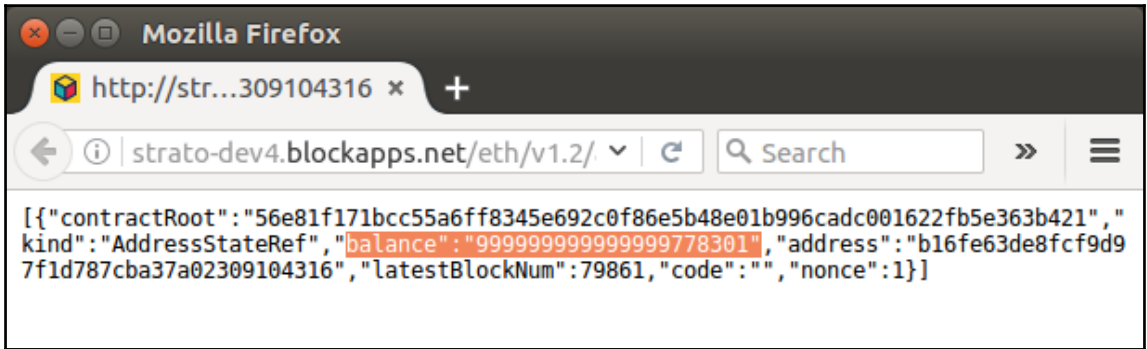 Mozilla Firefox
http://str...309104316
strato-dev4.blockapps.net/eth/v1.2/ Search
[{"contractRoot":"56e81f171bcc55a6ff8345e692c0f86e5b48e01b996cadc001622fb5e363b421","
kind":"AddressStateRef","balance":"999999999999999778301","address":"b16fe63de8fcf9d9
7f1d787cba37a02309104316","latestBlockNum":79861,"code":"","nonce":1}]